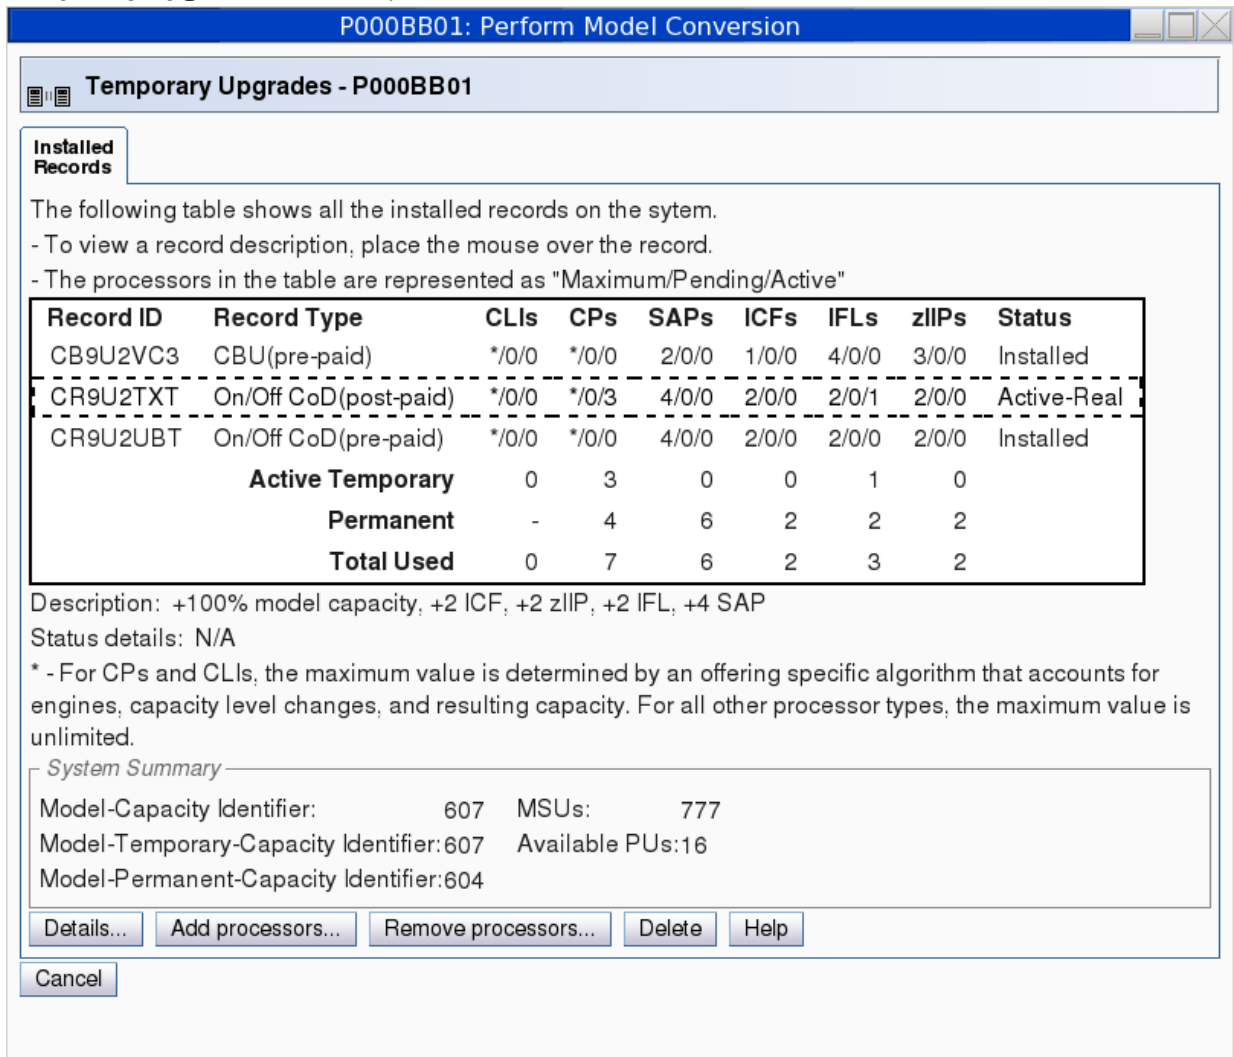 P000BB01: Perform Model Conversion
Temporary Upgrades - P000BB01
Installed
Records
The following table shows all the installed records on the sytem.
- To view a record description, place the mouse over the record.
- The processors in the table are represented as "Maximum/Pending/Active"
Record ID Record Type CLIs CPs SAPs ICFs IFLs zIIPs Status
CB9U2VC3 CBU(pre-paid) */0/0 */0/0 2/0/0 1/0/0 4/0/0 3/0/0 Installed
CR9U2TXT On/Off CoD(post-paid) */0/0 */0/3 4/0/0 2/0/0 2/0/1 2/0/0 Active-Real
CR9U2UBT On/Off CoD(pre-paid) */0/0 */0/0 4/0/0 2/0/0 2/0/0 2/0/0 Installed
Active Temporary 0 3 0 0 1 0
Permanent - 4 6 2 2 2
Total Used 0 7 6 2 3 2
Description: +100% model capacity, +2 ICF, +2 zIIP, +2 IFL, +4 SAP
Status details: N/A
* - For CPs and CLIs, the maximum value is determined by an offering specific algorithm that accounts for
engines, capacity level changes, and resulting capacity. For all other processor types, the maximum value is
unlimited.
System Summary
Model-Capacity Identifier: 607 MSUs: 777
Model-Temporary-Capacity Identifier: 607 Available PUs: 16
Model-Permanent-Capacity Identifier: 604
Details... Add processors... Remove processors... Delete Help
Cancel